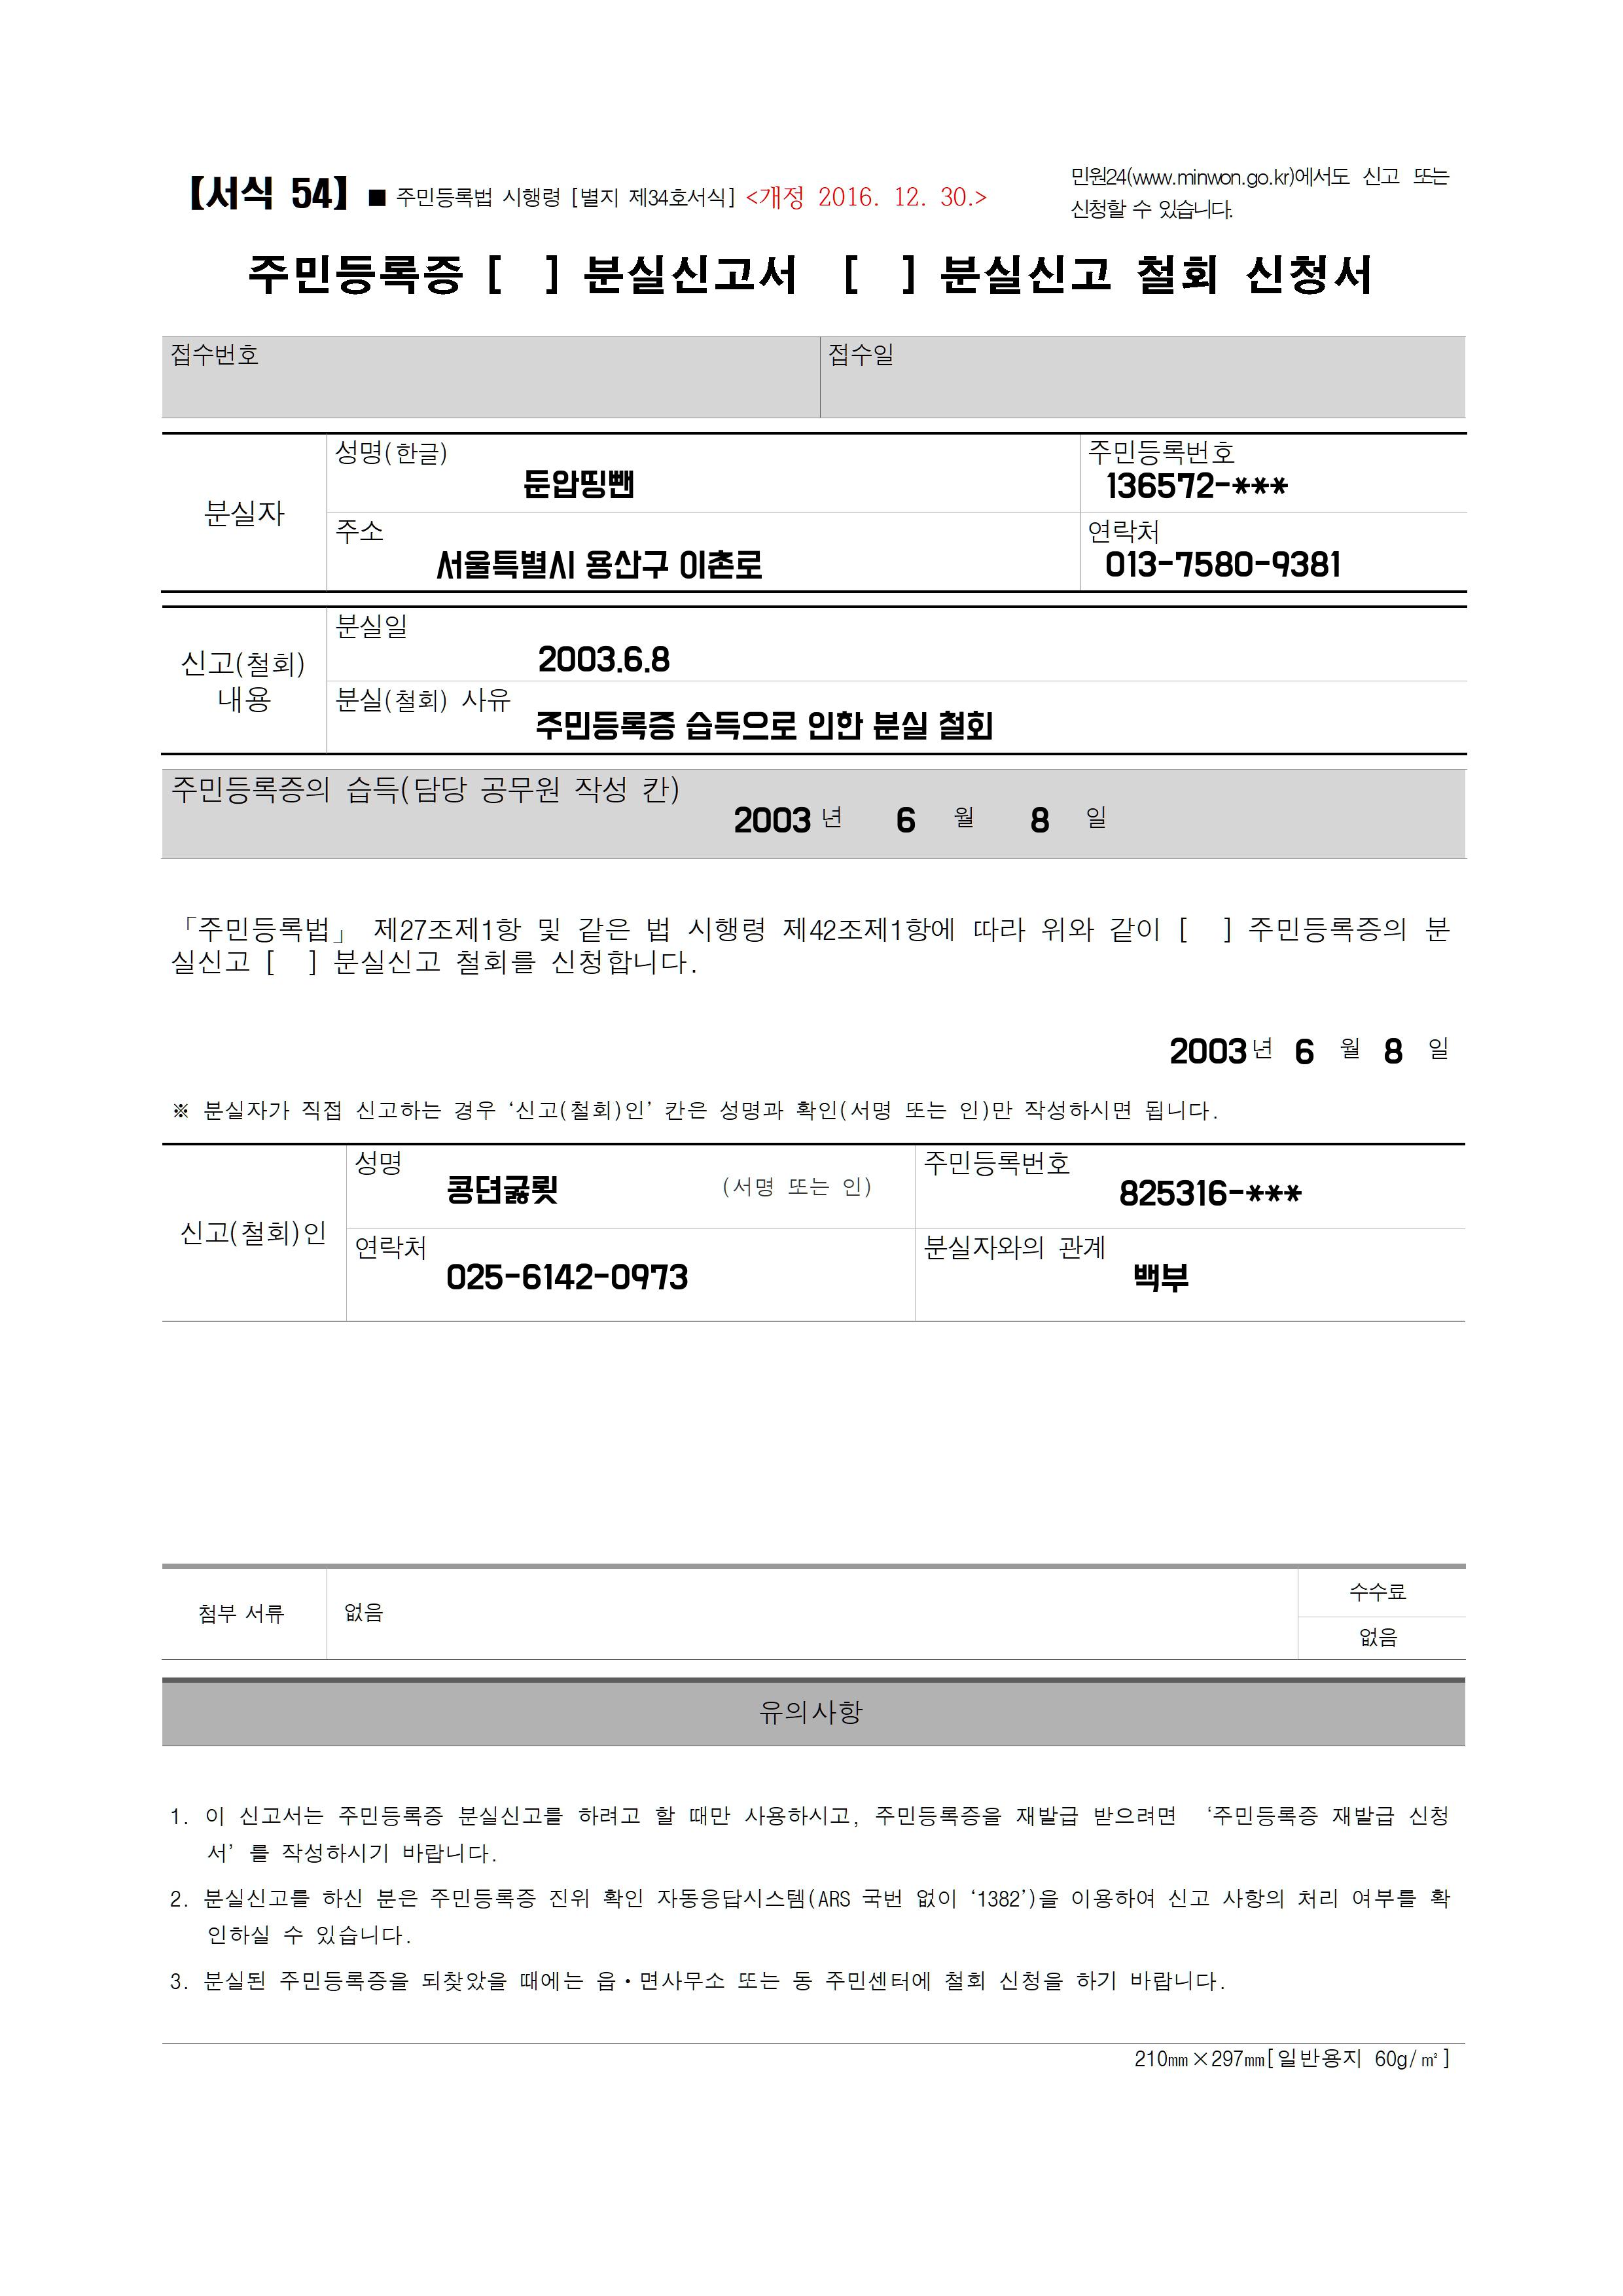 【서식 54】 ■ 주민등록법 시행령 [별지 제34호서식] <개정 2016. 12. 30.>
민원24(www.minwon.go.kr)에서도 신고 또는
신청할 수 있습니다.
주민등록증 [ ] 분실신고서 [ ] 분실신고 철회 신청서
접수번호 접수일
분실자
성명(한글) 주민등록번호
둔압띵뺀 136572-***
주소 연락처
서울특별시 용산구 이촌로 013-7580-9381
신고(철회)
내용
분실일
2003.6.8
분실(철회) 사유
주민등록증 습득으로 인한 분실 철회
주민등록증의 습득(담당 공무원 작성 칸)
2003 년 6 월 8 일
「주민등록법」 제27조제1항 및 같은 법 시행령 제42조제1항에 따라 위와 같이 [ ] 주민등록증의 분
실신고 [ ] 분실신고 철회를 신청합니다.
2003 년 6 월 8 일
※ 분실자가 직접 신고하는 경우 ‘신고(철회)인’ 칸은 성명과 확인(서명 또는 인)만 작성하시면 됩니다.
신고(철회)인
성명 주민등록번호
(서명 또는 인) 825316-***
연락처 분실자와의 관계
025-6142-0973 백부
첨부 서류 없음
수수료
없음
유의사항
1. 이 신고서는 주민등록증 분실신고를 하려고 할 때만 사용하시고, 주민등록증을 재발급 받으려면 ‘주민등록증 재발급 신청
서’를 작성하시기 바랍니다.
2. 분실신고를 하신 분은 주민등록증 진위 확인 자동응답시스템(ARS 국번 없이 ‘1382’)을 이용하여 신고 사항의 처리 여부를 확
인하실 수 있습니다.
3. 분실된 주민등록증을 되찾았을 때에는 읍·면사무소 또는 동 주민센터에 철회 신청을 하기 바랍니다.
210㎜×297㎜[일반용지 60g/㎡]